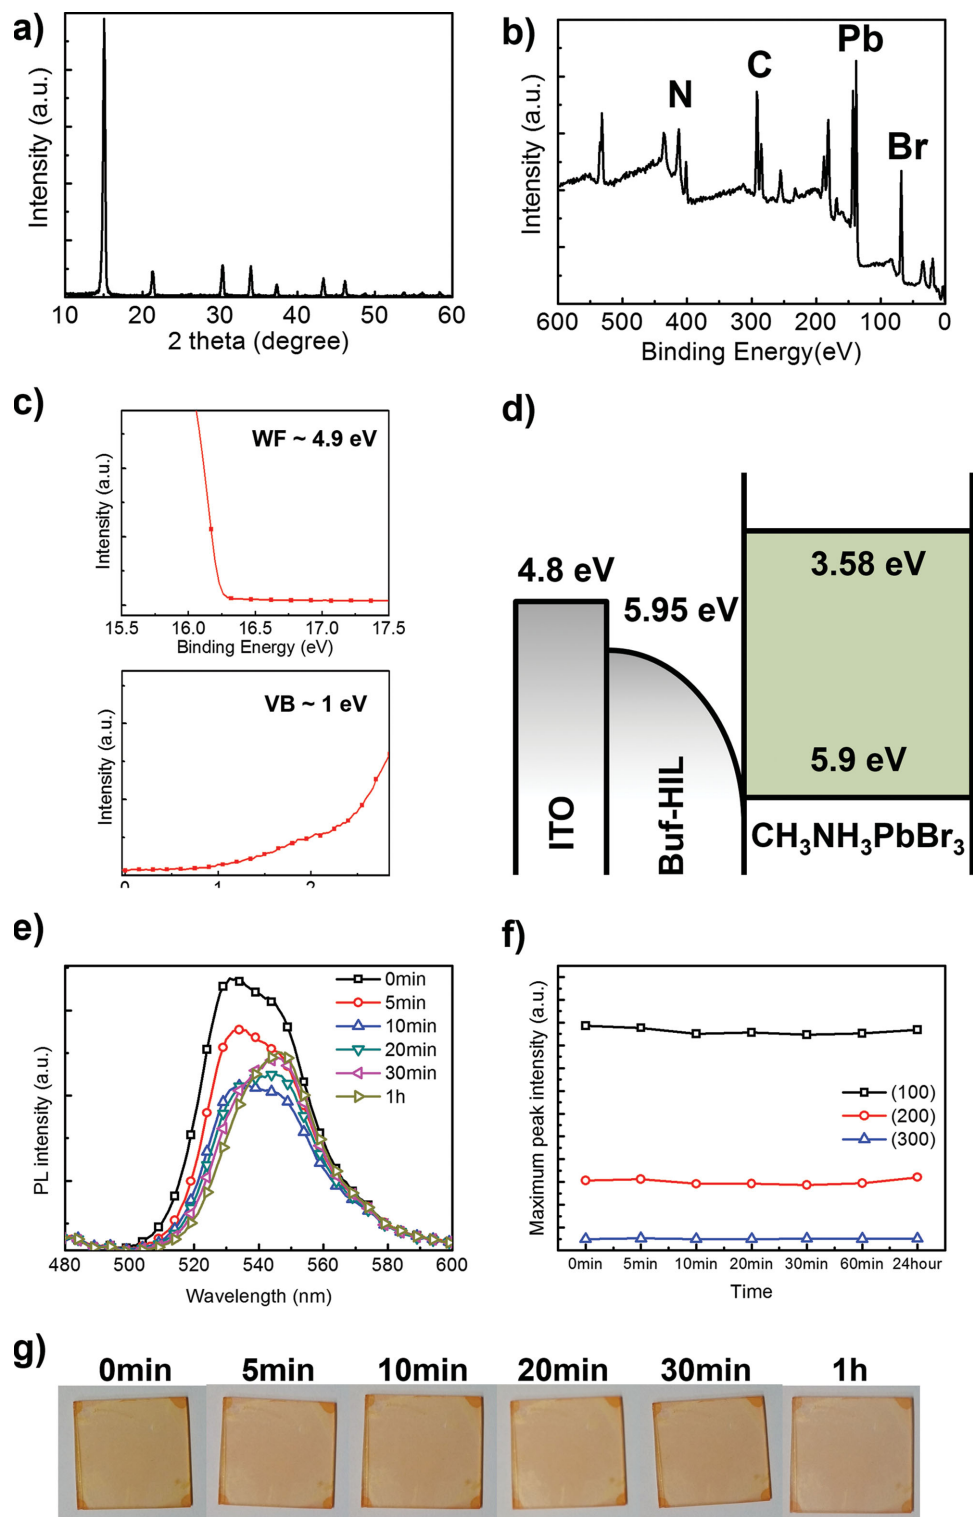 a)
Intensity (a.u.)
10 20 30 40 50 60
2 theta (degree)
b)
Intensity (a.u.)
N
C
Pb
Br
600 500 400 300 200 100 0
Binding Energy(eV)
c)
WF ~ 4.9 eV
Intensity (a.u.)
15.5 16.0 16.5 17.0 17.5
Binding Energy (eV)
VB ~ 1 eV
Intensity (a.u.)
0 1 2
d)
4.8 eV
5.95 eV
3.58 eV
5.9 eV
ITO
Buf-HIL
CH₃NH₃PbBr₃
e)
PL intensity (a.u.)
0min
5min
10min
20min
30min
1h
480 500 520 540 560 580 600
Wavelength (nm)
f)
Maximum peak intensity (a.u.)
(100)
(200)
(300)
0min 5min 10min 20min 30min 60min 24hour
Time
g)
0min 5min 10min 20min 30min 1h